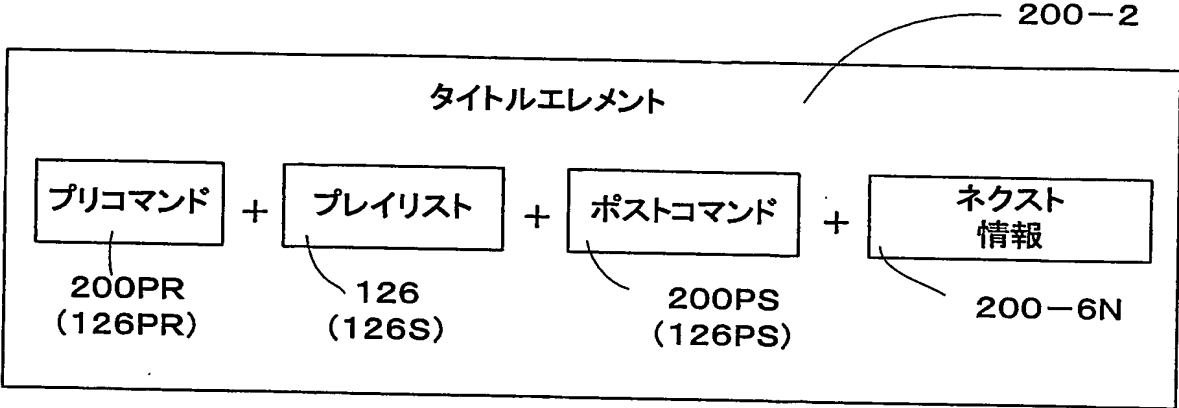 200−2
タイトルエレメント
プリコマンド + プレイリスト + ポストコマンド + ネクスト
情報
200PR
(126PR)
126
(126S)
200PS
(126PS)
200−6N